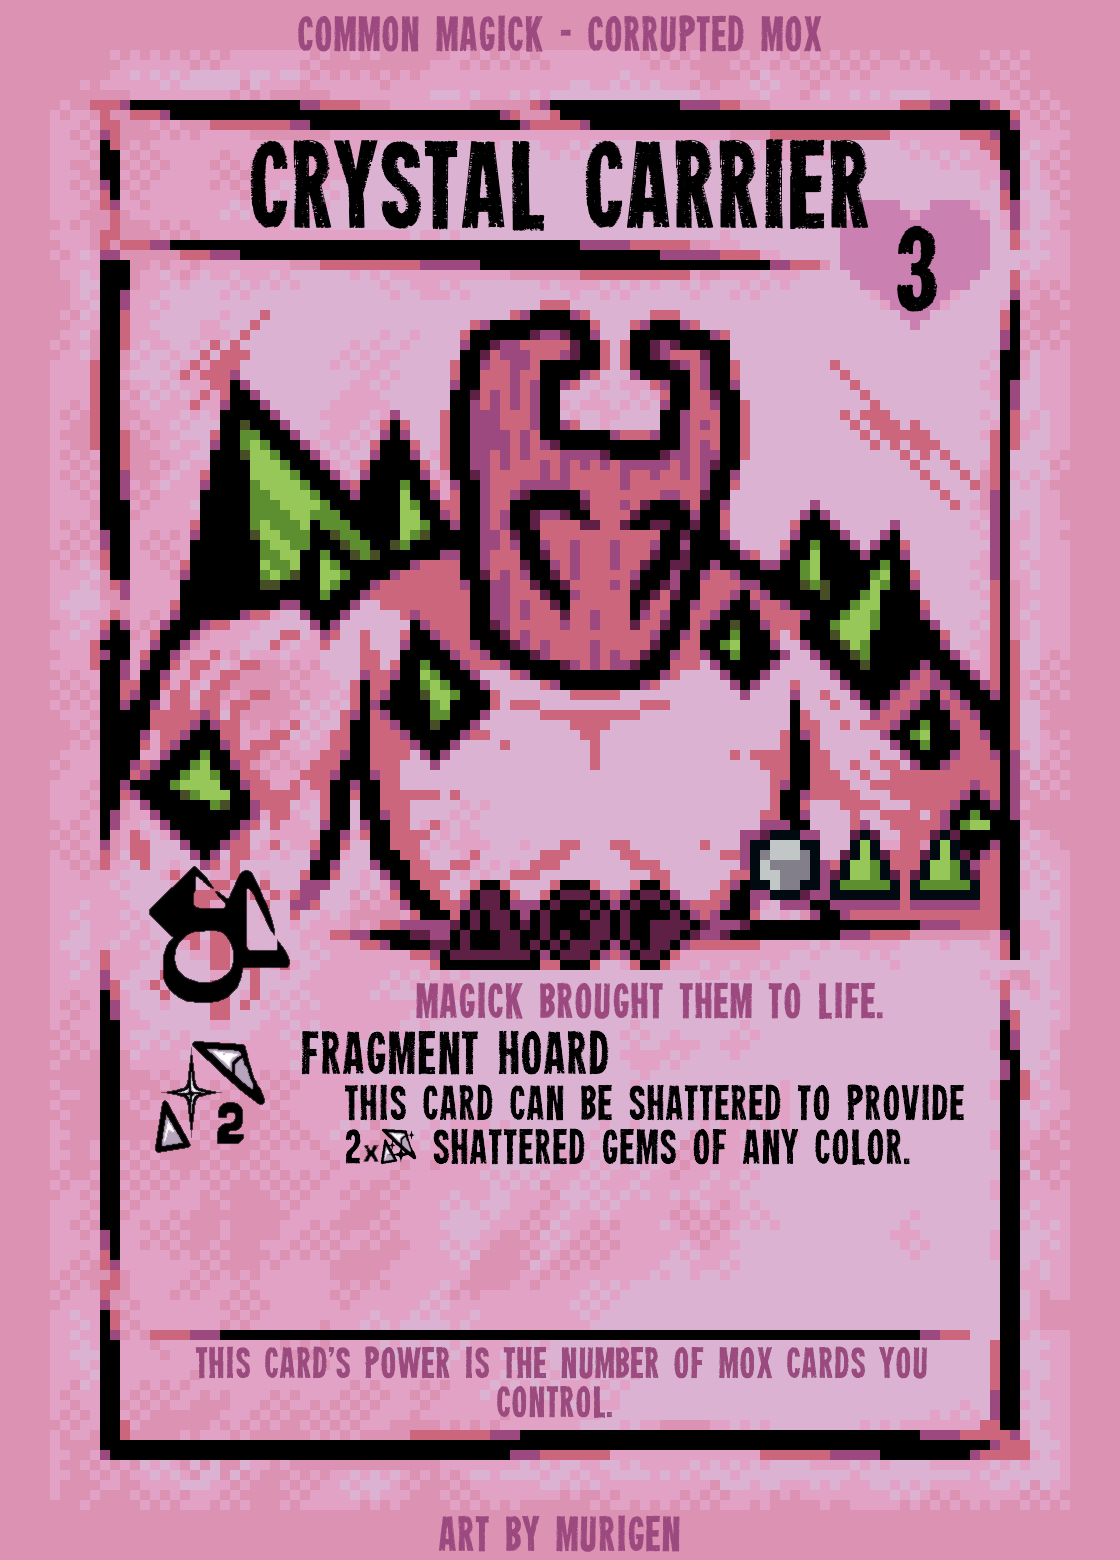 COMMON MAGICK - CORRUPTED MOX
CRYSTAL CARRIER
3
MAGICK BROUGHT THEM TO LIFE.
FRAGMENT HOARD
THIS CARD CAN BE SHATTERED TO PROVIDE
2x SHATTERED GEMS OF ANY COLOR.
2
THIS CARD'S POWER IS THE NUMBER OF MOX CARDS YOU
CONTROL.
ART BY MURIGEN